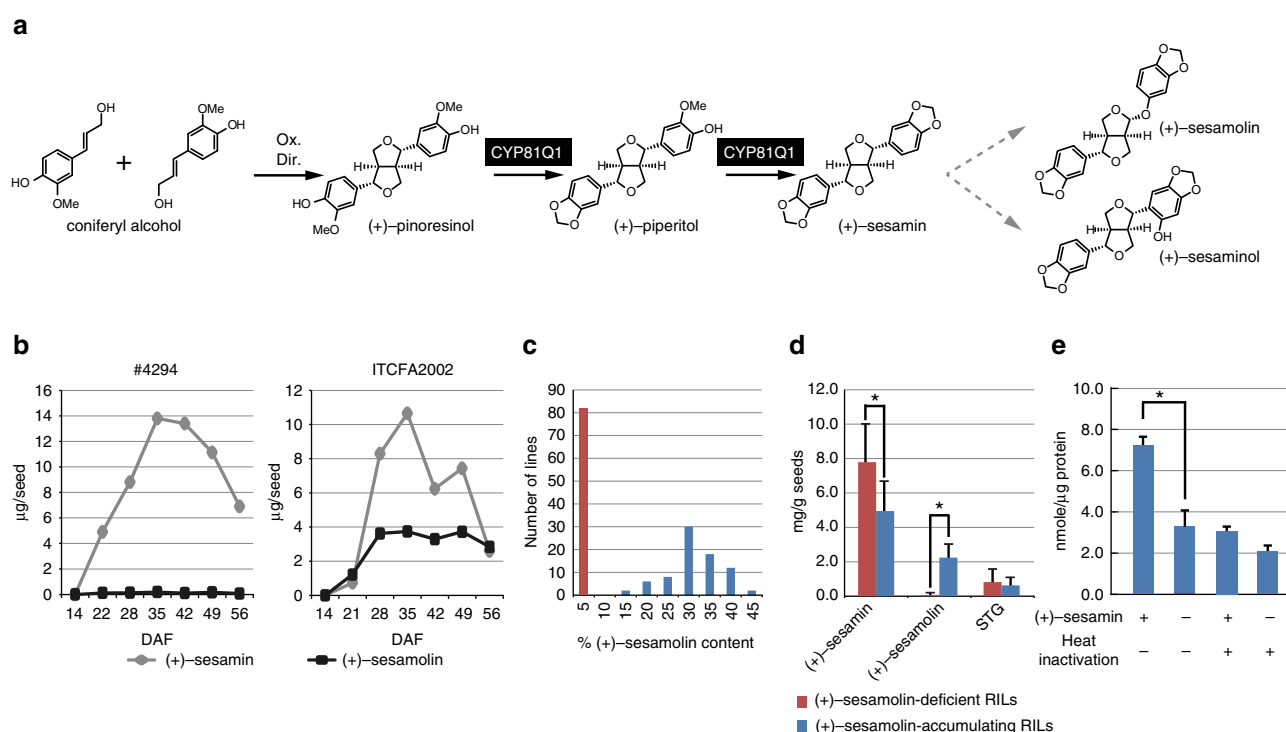 a
OH
MeO
OH
+
HO
OMe
OH
coniferyl alcohol
Ox.
Dir.
OMe
OH
O
H
H
O
HO
MeO
(+)–pinoresinol
CYP81Q1
OMe
OH
O
H
H
O
O
O
(+)–piperitol
CYP81Q1
O
O
O
H
H
O
O
O
(+)–sesamin
O
O
O
O
H
H
O
O
O
(+)–sesamolin
O
O
O
H
H
OH
O
O
O
(+)–sesaminol
b
#4294
μg/seed
16
14
12
10
8
6
4
2
0
14 22 28 35 42 49 56
DAF
ITCFA2002
μg/seed
12
10
8
6
4
2
0
14 21 28 35 42 49 56
DAF
(+)–sesamin
(+)–sesamolin
c
Number of lines
90
80
70
60
50
40
30
20
10
0
5 10 15 20 25 30 35 40 45
% (+)–sesamolin content
d
mg/g seeds
12.0
10.0
8.0
6.0
4.0
2.0
0.0
*
*
(+)–sesamin
(+)–sesamolin
STG
(+)–sesamolin-deficient RILs
(+)–sesamolin-accumulating RILs
e
nmole/μg protein
10.0
8.0
6.0
4.0
2.0
0.0
*
(+)–sesamin + – + –
Heat
inactivation – – + +